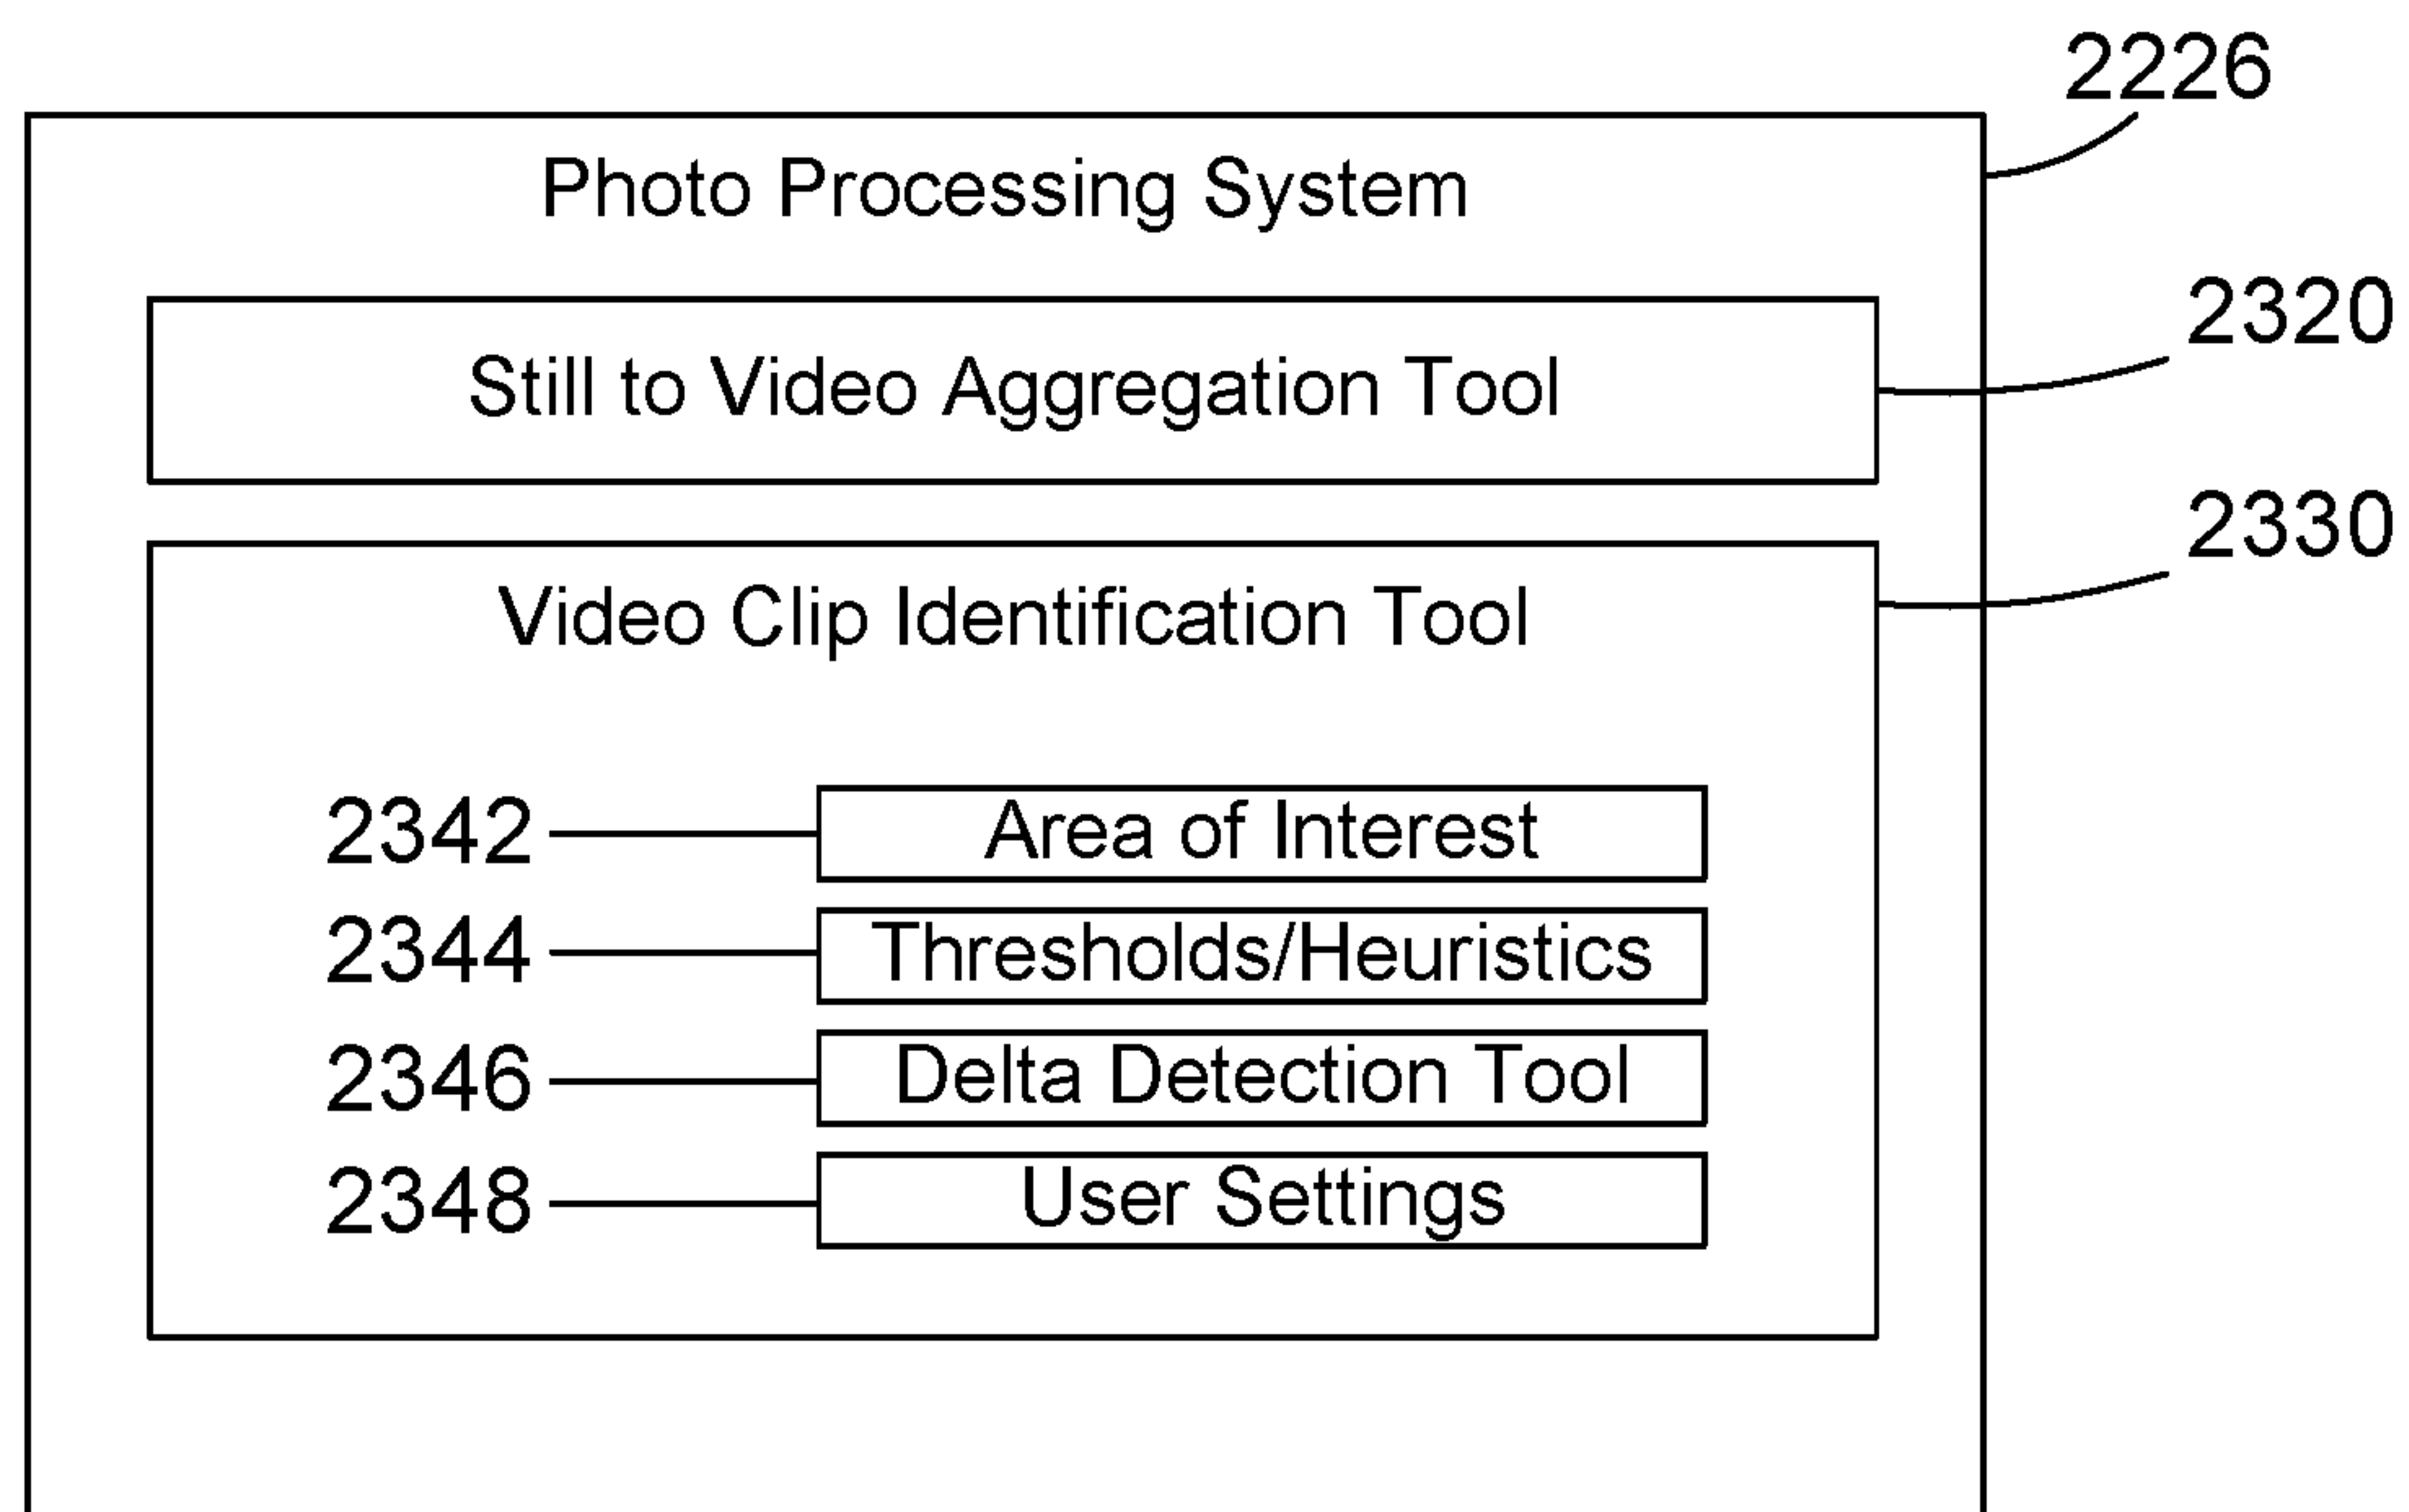 2226
Photo Processing System
2320
Still to Video Aggregation Tool
2330
Video Clip Identification Tool
2342 Area of Interest
2344 Thresholds/Heuristics
2346 Delta Detection Tool
2348 User Settings